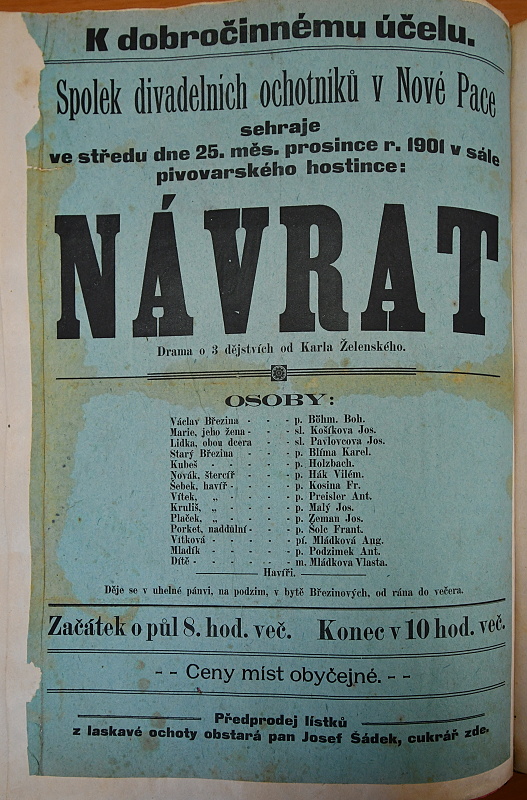 K dobročinnému účelu.
Spolek divadelních ochotníků v Nové Pace
sehraje
ve středu dne 25. měs. prosince r. 1901 v sále
pivovarského hostince:
NÁVRAT
Drama o 3 dějstvích od Karla Želenského.
OSOBY:
Václav Březina - - - p. Böhm. Boh.
Marie, jeho žena - - - sl. Košíkova Jos.
Lidka, obou dcera - - sl. Pavlovcova Jos.
Starý Březina - - - p. Blíma Karel.
Kubeš - - - - - p. Holzbach.
Novák, štercíř - - - p. Hák Vilém.
Šebek, havíř - - - - p. Kosina Fr.
Vítek, „ - - - - p. Preisler Ant.
Kruliš, „ - - - - p. Malý Jos.
Plaček, „ - - - - p. Zeman Jos.
Porket, naddůlní - - - p. Šolc Frant.
Vítková - - - - - pí. Mládková Ang.
Mladík - - - - - p. Podzimek Ant.
Dítě - - - - - m. Mládkova Vlasta.
Havíři,
Děje se v uhelné pánvi, na podzim, v bytě Březinových, od rána do večera.
Začátek o půl 8. hod. več. Konec v 10 hod. več.
- - Ceny míst obyčejné. - -
Předprodej lístků
z laskavé ochoty obstará pan Josef Šádek, cukrář zde.